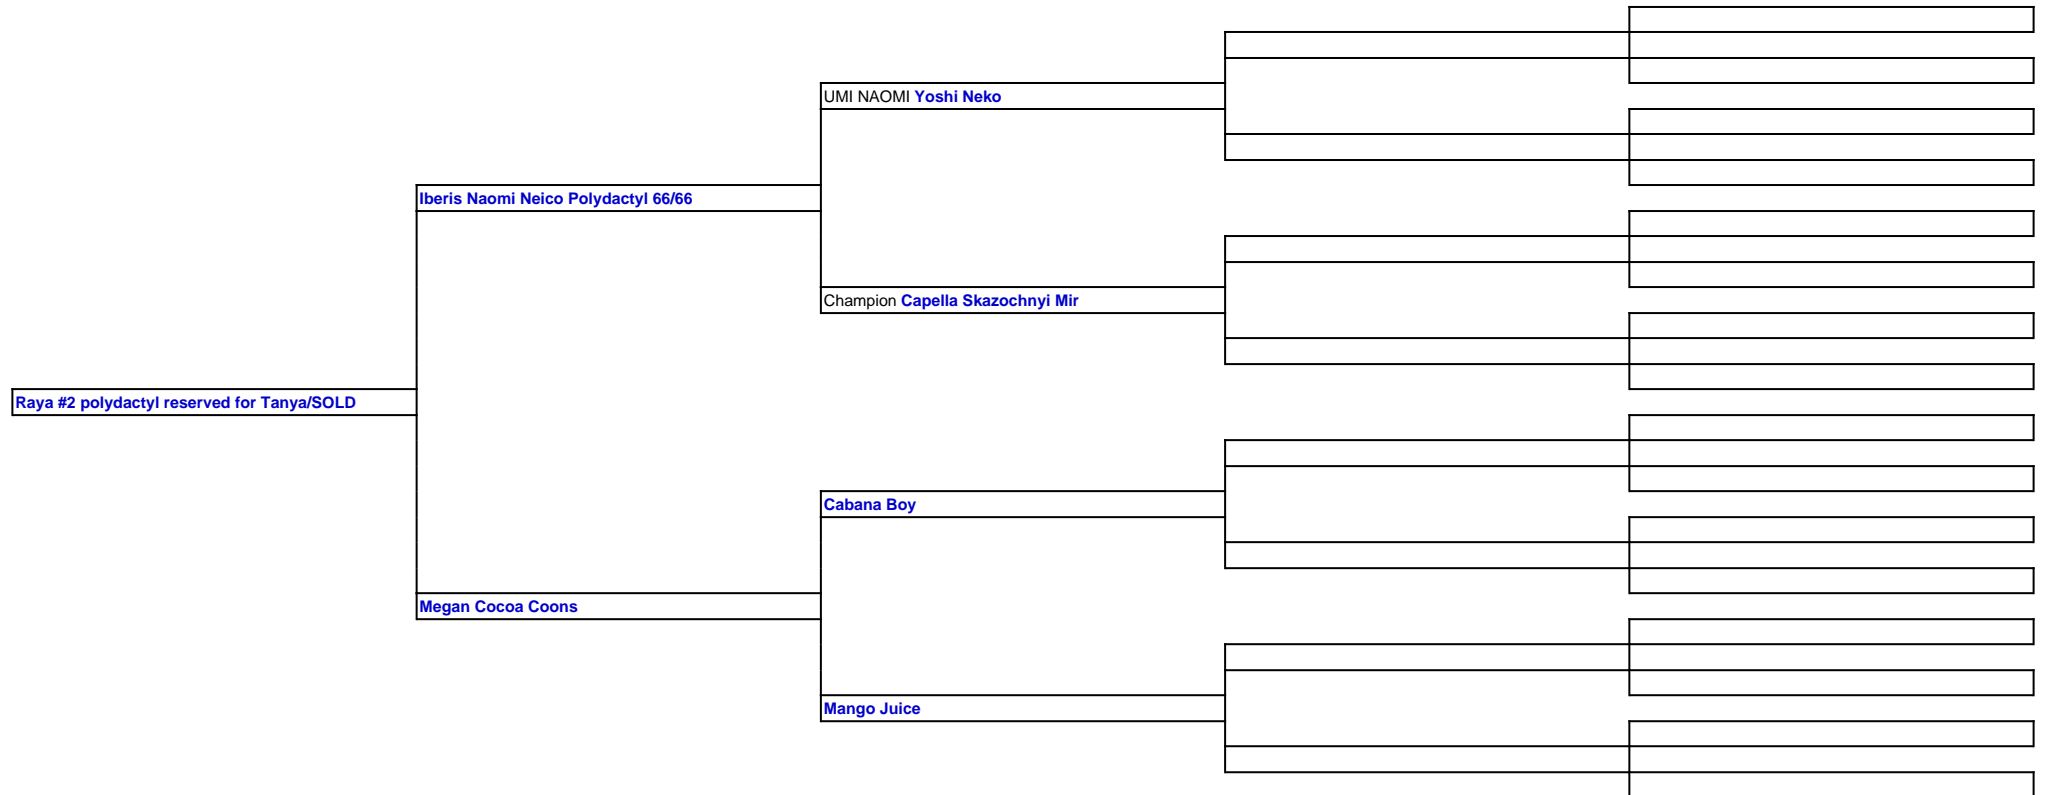 UMI NAOMI Yoshi Neko
Iberis Naomi Neico Polydactyl 66/66
Champion Capella Skazochnyi Mir
Raya #2 polydactyl reserved for Tanya/SOLD
Cabana Boy
Megan Cocoa Coons
Mango Juice